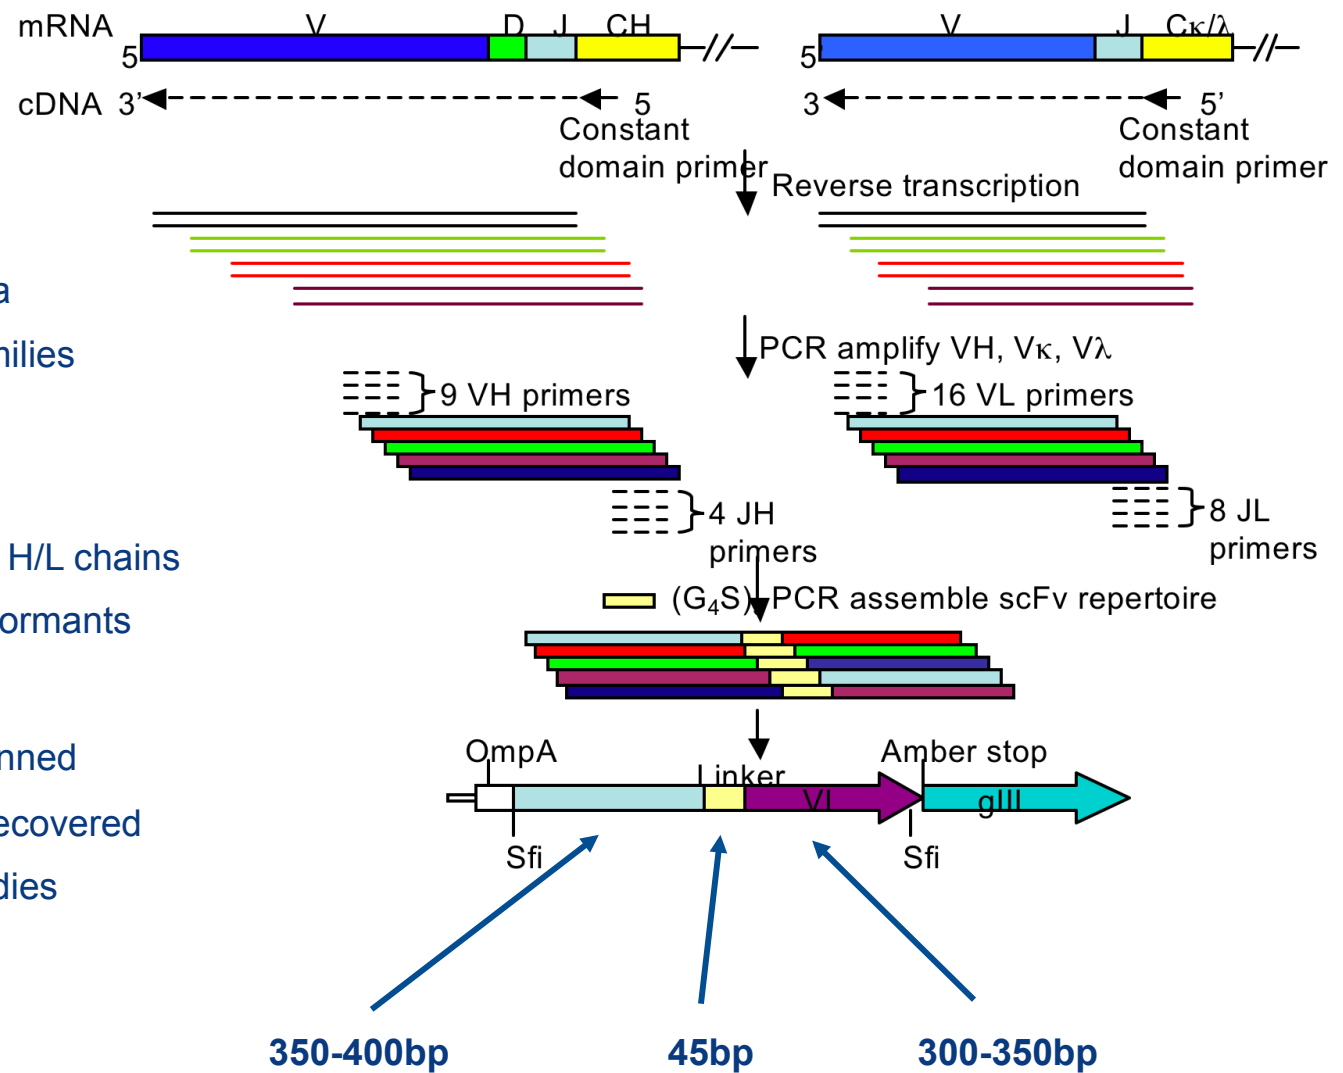 mRNA
V
D
J
CH
V
J
Cκ/λ
5
5
cDNA
3’
5
3
5’
Constant
domain primer
Constant
domain primer
Reverse transcription
a
nilies
PCR amplify VH, Vκ, Vλ
9 VH primers
16 VL primers
4 JH
primers
8 JL
primers
H/L chains
ormants
(G4S) PCR assemble scFv repertoire
nned
ecovered
dies
OmpA
Linker
Amber stop
Vl
gIII
Sfi
Sfi
350-400bp
45bp
300-350bp